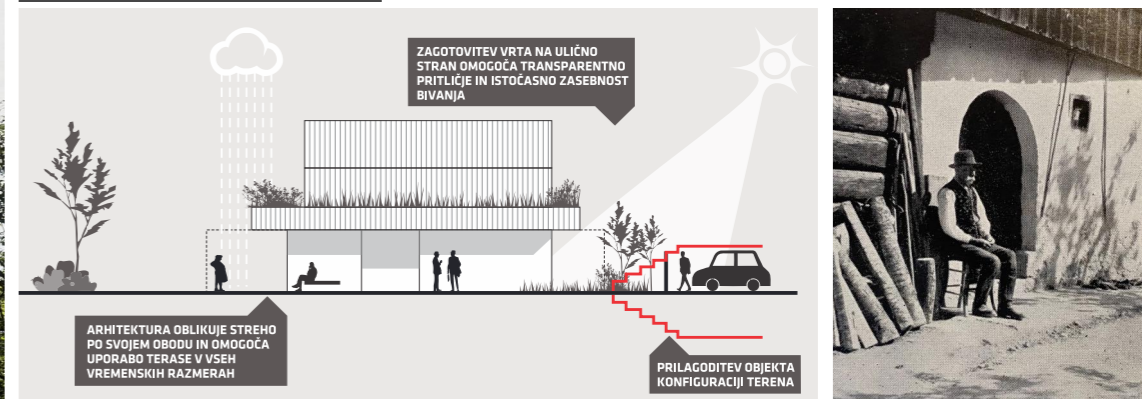 ZAGOTOVITEV VRTA NA ULIČNO
STRAN OMOGOČA TRANSPARENTNO
PRITLIČJE IN ISTOČASNO ZASEBNOST
BIVANJA
ARHITEKTURA OBLIKUJE STREHO
PO SVOJEM OBODU IN OMOGOČA
UPORABO TERASE V VSEH
VREMENSKIH RAZMERAH
PRILAGODITEV OBJEKTA
KONFIGURACIJI TERENA